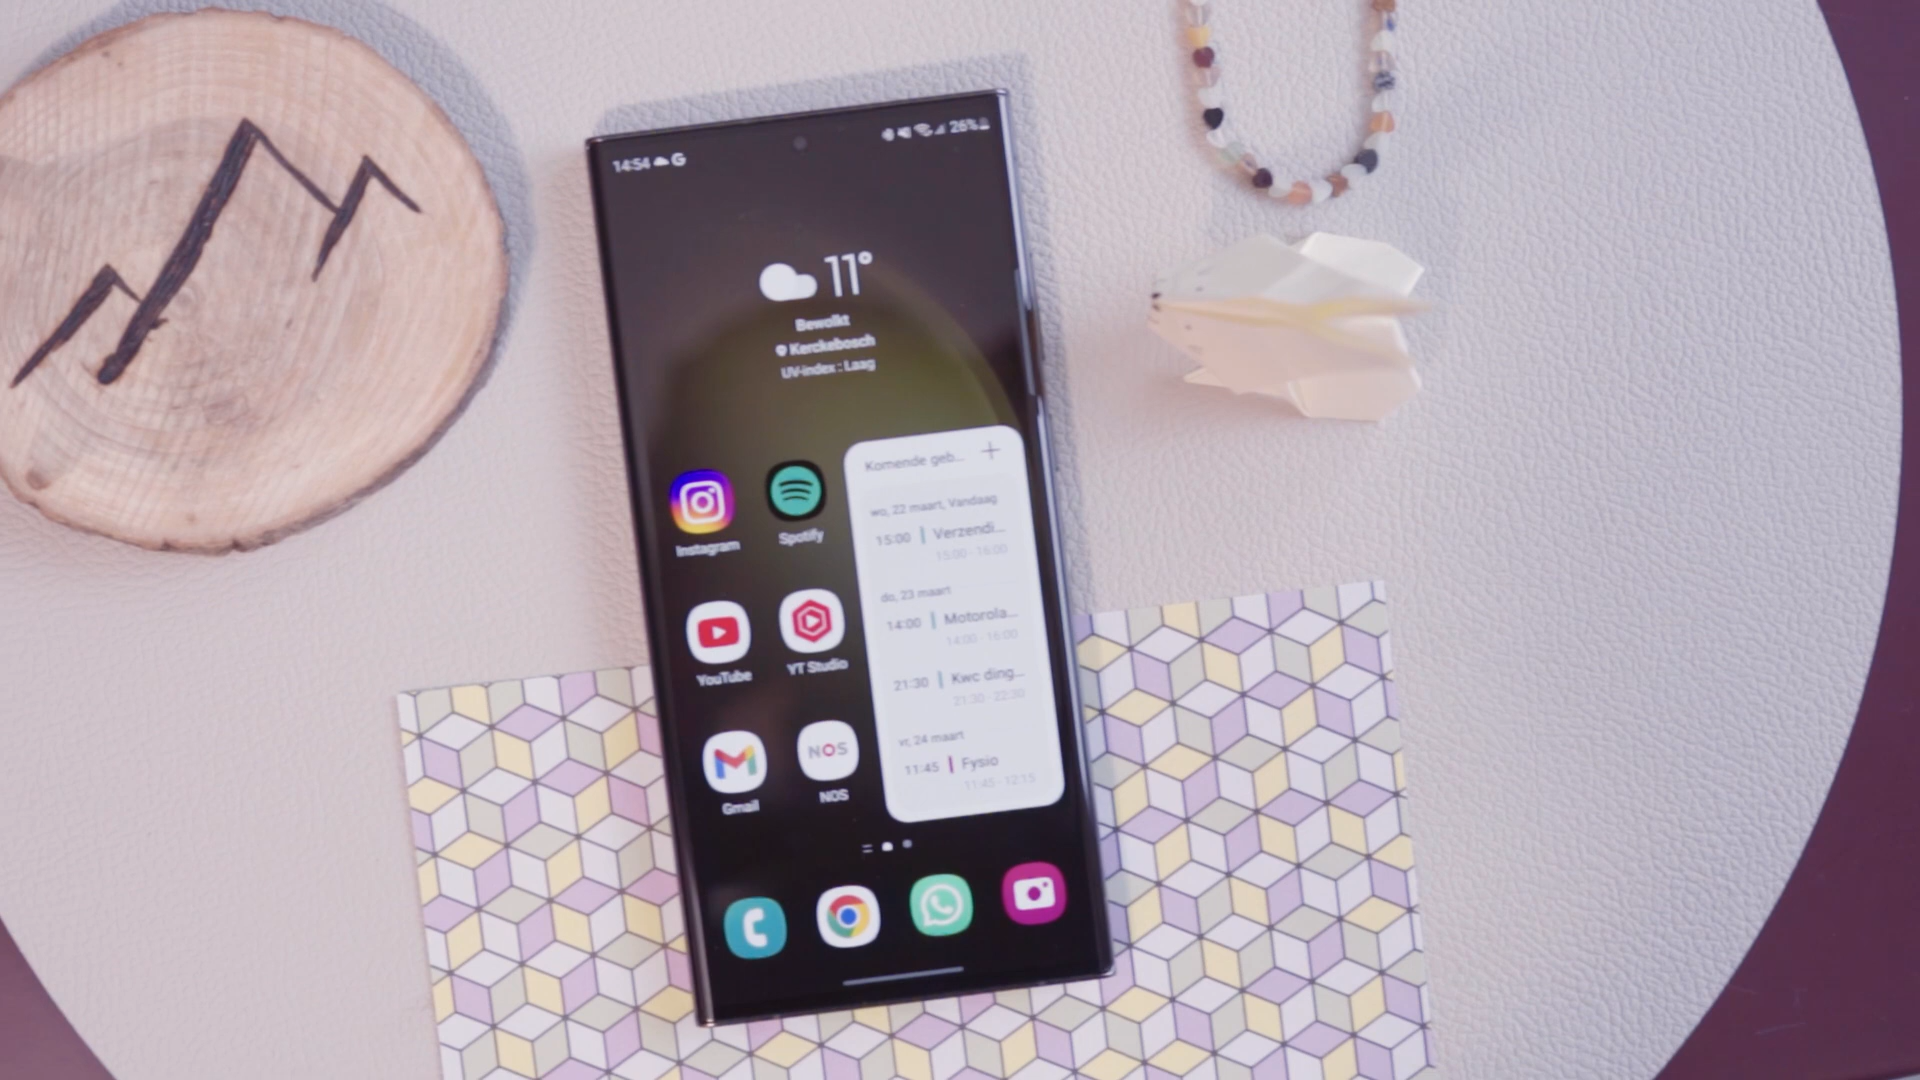 14:54 G 26%
11°
Bewolkt
Kerckebosch
UV-index : Laag
Komende geb... +
wo, 22 maart, Vandaag
15:00 Verzendi...
15:00 - 16:00
do, 23 maart
14:00 Motorola...
14:00 - 16:00
21:30 Kwc ding...
21:30 - 22:30
vr, 24 maart
11:45 Fysio
11:45 - 12:15
Instagram Spotify
YouTube YT Studio
NOS
Gmail NOS